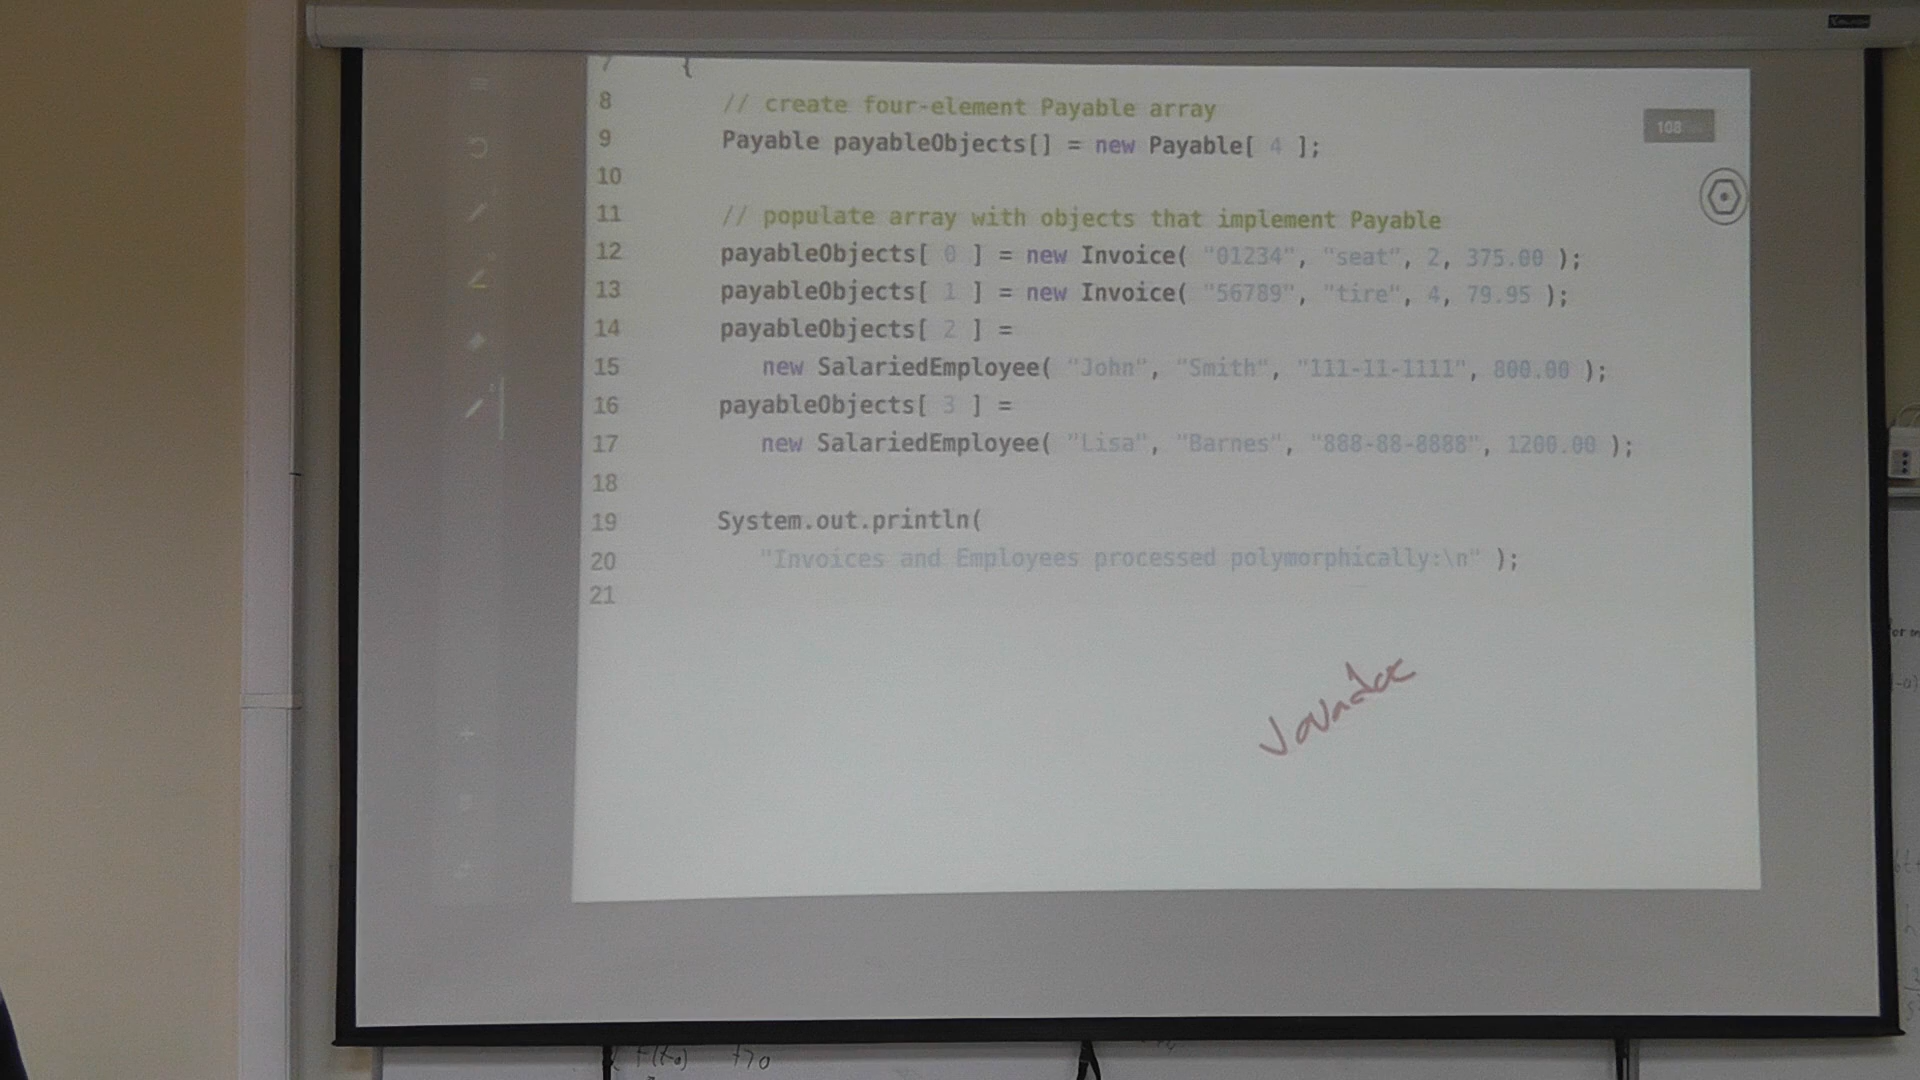 7 {
8 // create four-element Payable array
9 Payable payableObjects[] = new Payable[ 4 ];
108
10
11 // populate array with objects that implement Payable
12 payableObjects[ 0 ] = new Invoice( "01234", "seat", 2, 375.00 );
13 payableObjects[ 1 ] = new Invoice( "56789", "tire", 4, 79.95 );
14 payableObjects[ 2 ] =
15 new SalariedEmployee( "John", "Smith", "111-11-1111", 800.00 );
16 payableObjects[ 3 ] =
17 new SalariedEmployee( "Lisa", "Barnes", "888-88-8888", 1200.00 );
18
19 System.out.println(
20 "Invoices and Employees processed polymorphically:\n" );
21
Javadoc